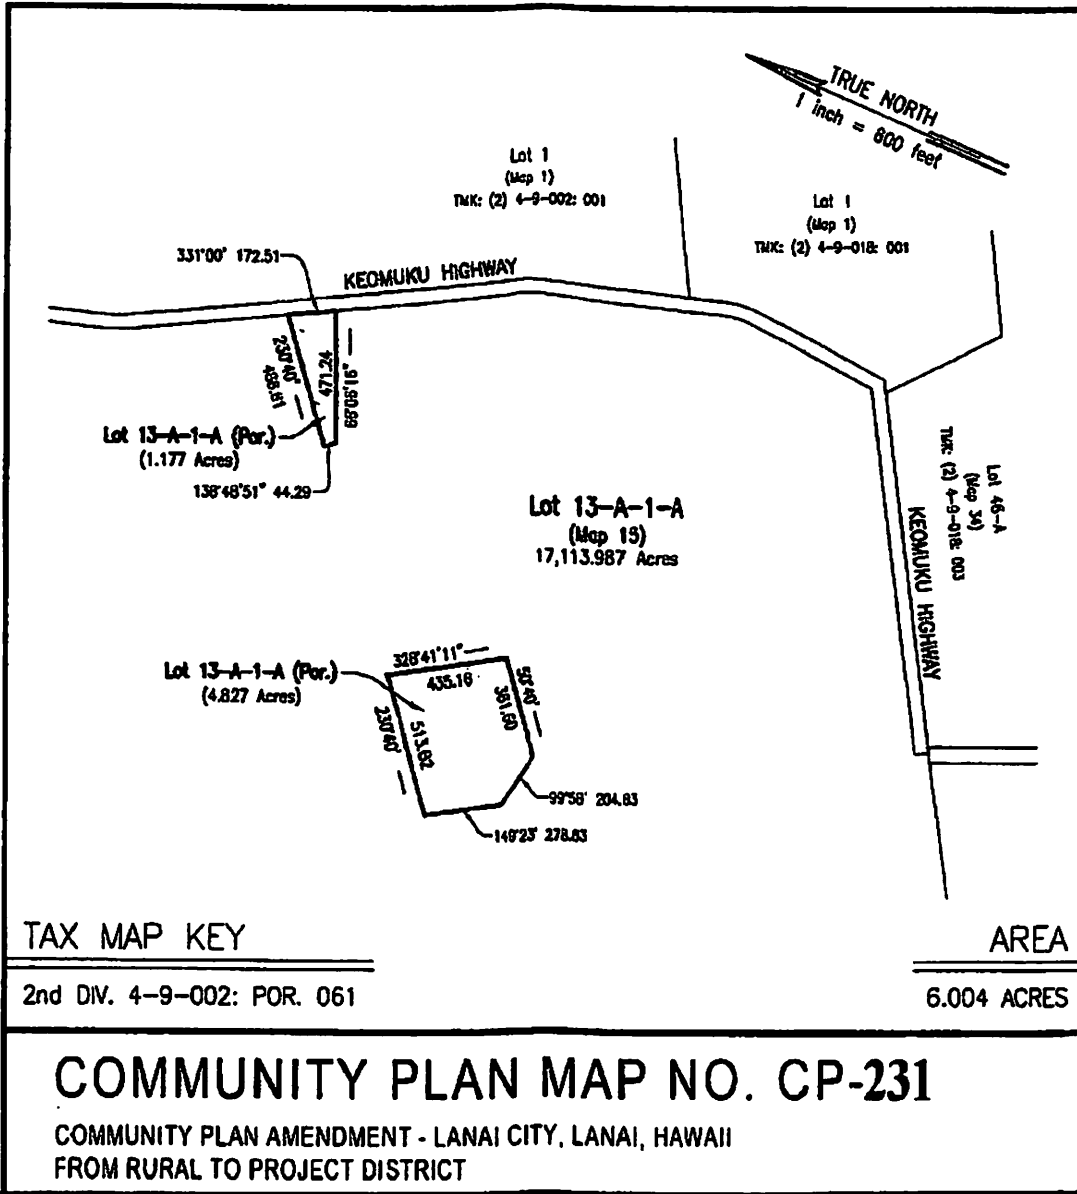 TRUE NORTH
1 inch = 800 feet
Lot 1
(Map 1)
TMK: (2) 4-9-002: 001
Lot 1
(Map 1)
TMK: (2) 4-9-018: 001
331°00' 172.51
KEOMUKU HIGHWAY
230°40'
471.24
Lot 13-A-1-A (Por.)
(1.177 Acres)
138°48'51" 44.29
Lot 13-A-1-A
(Map 15)
17,113.987 Acres
Lot 46-A
(Map 34)
TMK: (2) 4-9-018: 003
KEOMUKU HIGHWAY
Lot 13-A-1-A (Por.)
(4.827 Acres)
328°41'11"
435.16
50°40'
381.60
230°40'
513.62
99°58' 204.83
149°23' 278.83
TAX MAP KEY
AREA
2nd DIV. 4-9-002: POR. 061
6.004 ACRES
COMMUNITY PLAN MAP NO. CP-231
COMMUNITY PLAN AMENDMENT - LANAI CITY, LANAI, HAWAII
FROM RURAL TO PROJECT DISTRICT